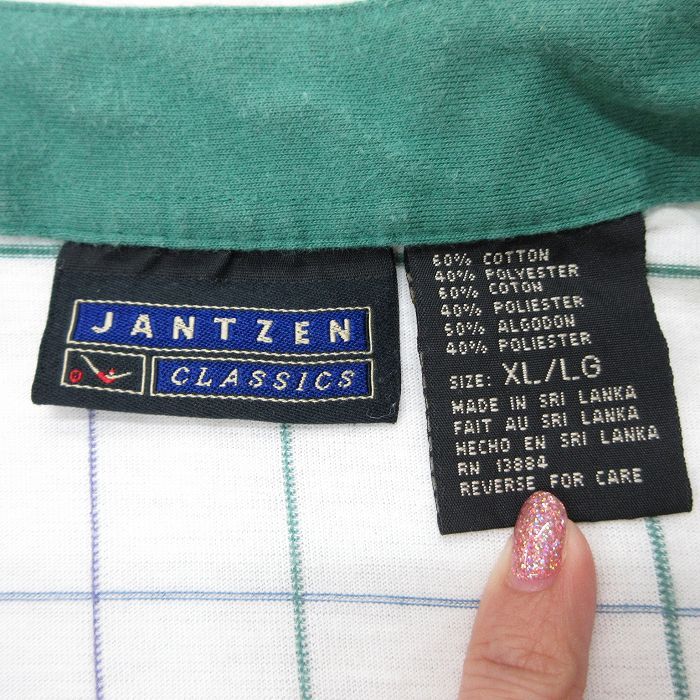 JANTZEN
CLASSICS
60% COTTON
40% POLYESTER
60% COTON
40% POLIESTER
60% ALGODON
40% POLIESTER
SIZE: XL/LG
MADE IN SRI LANKA
FAIT AU SRI LANKA
HECHO EN SRI LANKA
RN 13884
REVERSE FOR CARE